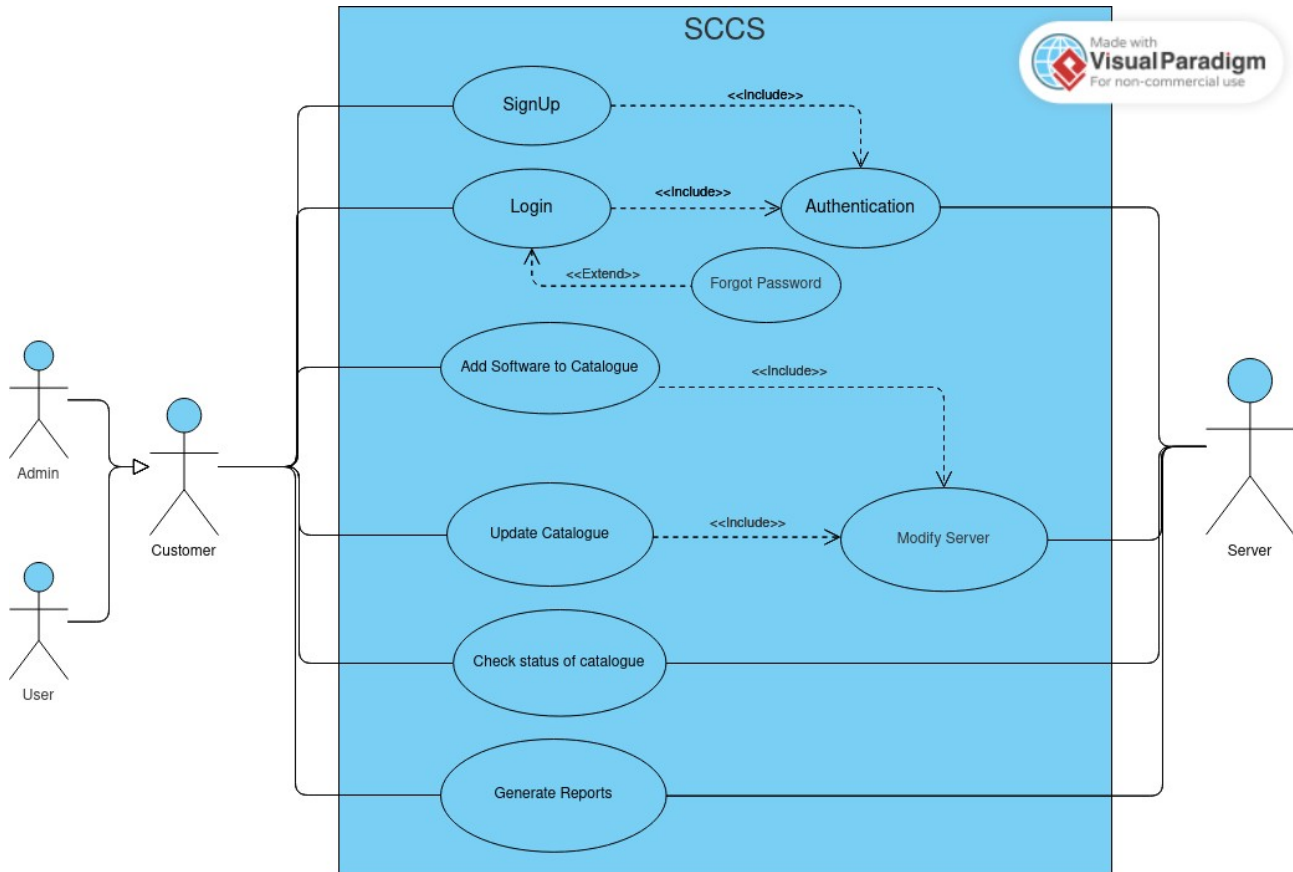 SCCS
Made with
Visual Paradigm
For non-commercial use
SignUp
<<Include>>
Login
<<Include>>
Authentication
<<Extend>>
Forgot Password
Add Software to Catalogue
<<Include>>
Admin
Customer
Update Catalogue
<<Include>>
Modify Server
Server
Check status of catalogue
User
Generate Reports